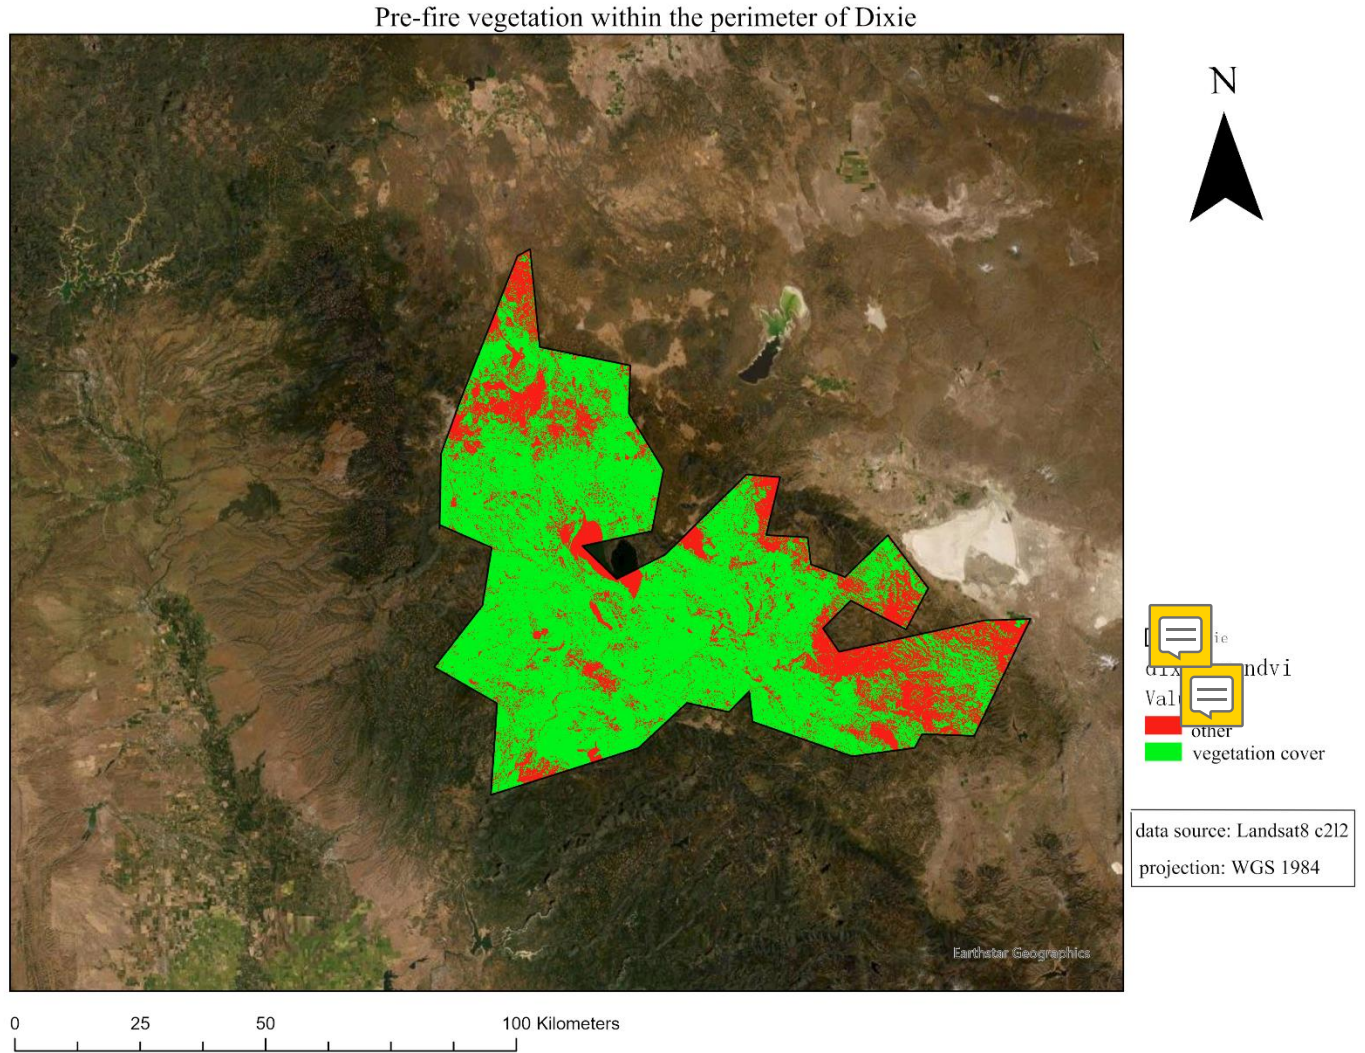 Pre-fire vegetation within the perimeter of Dixie
N
ndvi
other
vegetation cover
data source: Landsat8 c2l2
projection: WGS 1984
Earthstar Geographics
0 25 50 100 Kilometers